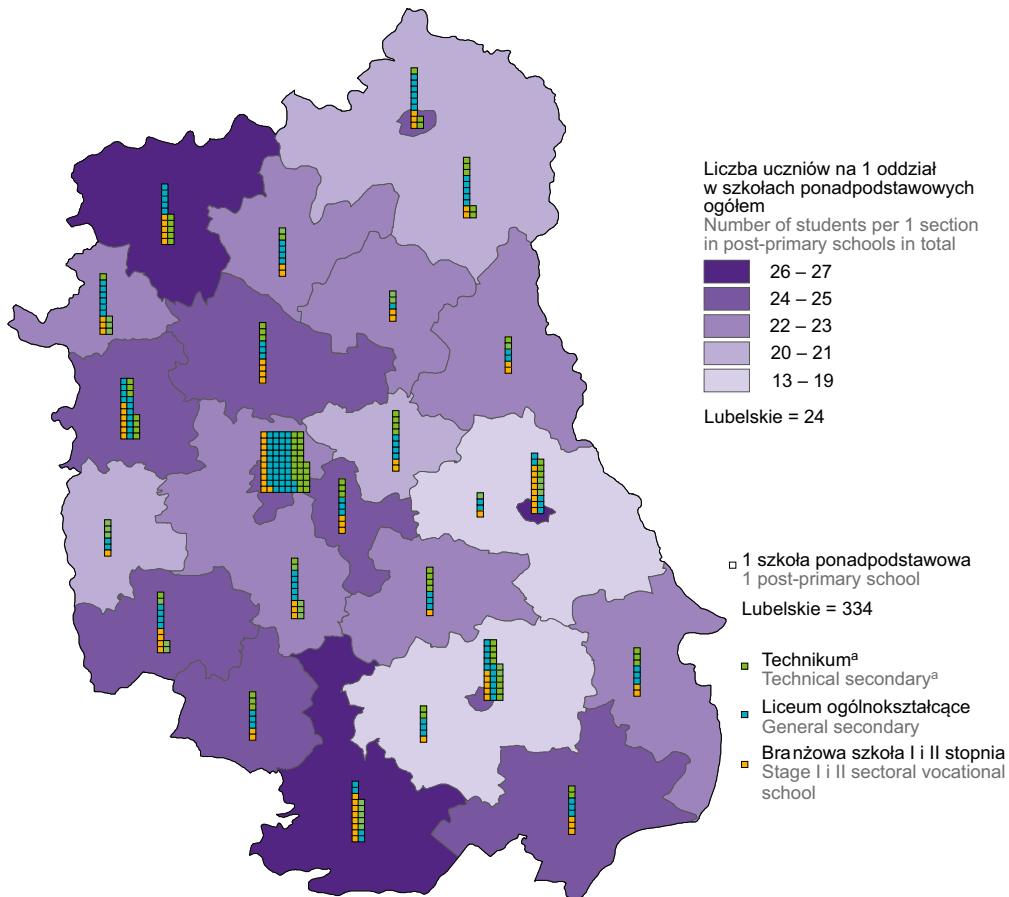 Liczba uczniów na 1 oddział
w szkołach ponadpodstawowych
ogółem
Number of students per 1 section
in post-primary schools in total
26 – 27
24 – 25
22 – 23
20 – 21
13 – 19
Lubelskie = 24
1 szkoła ponadpodstawowa
1 post-primary school
Lubelskie = 334
Technikumᵃ
Technical secondaryᵃ
Liceum ogólnokształcące
General secondary
Branżowa szkoła I i II stopnia
Stage I i II sectoral vocational
school